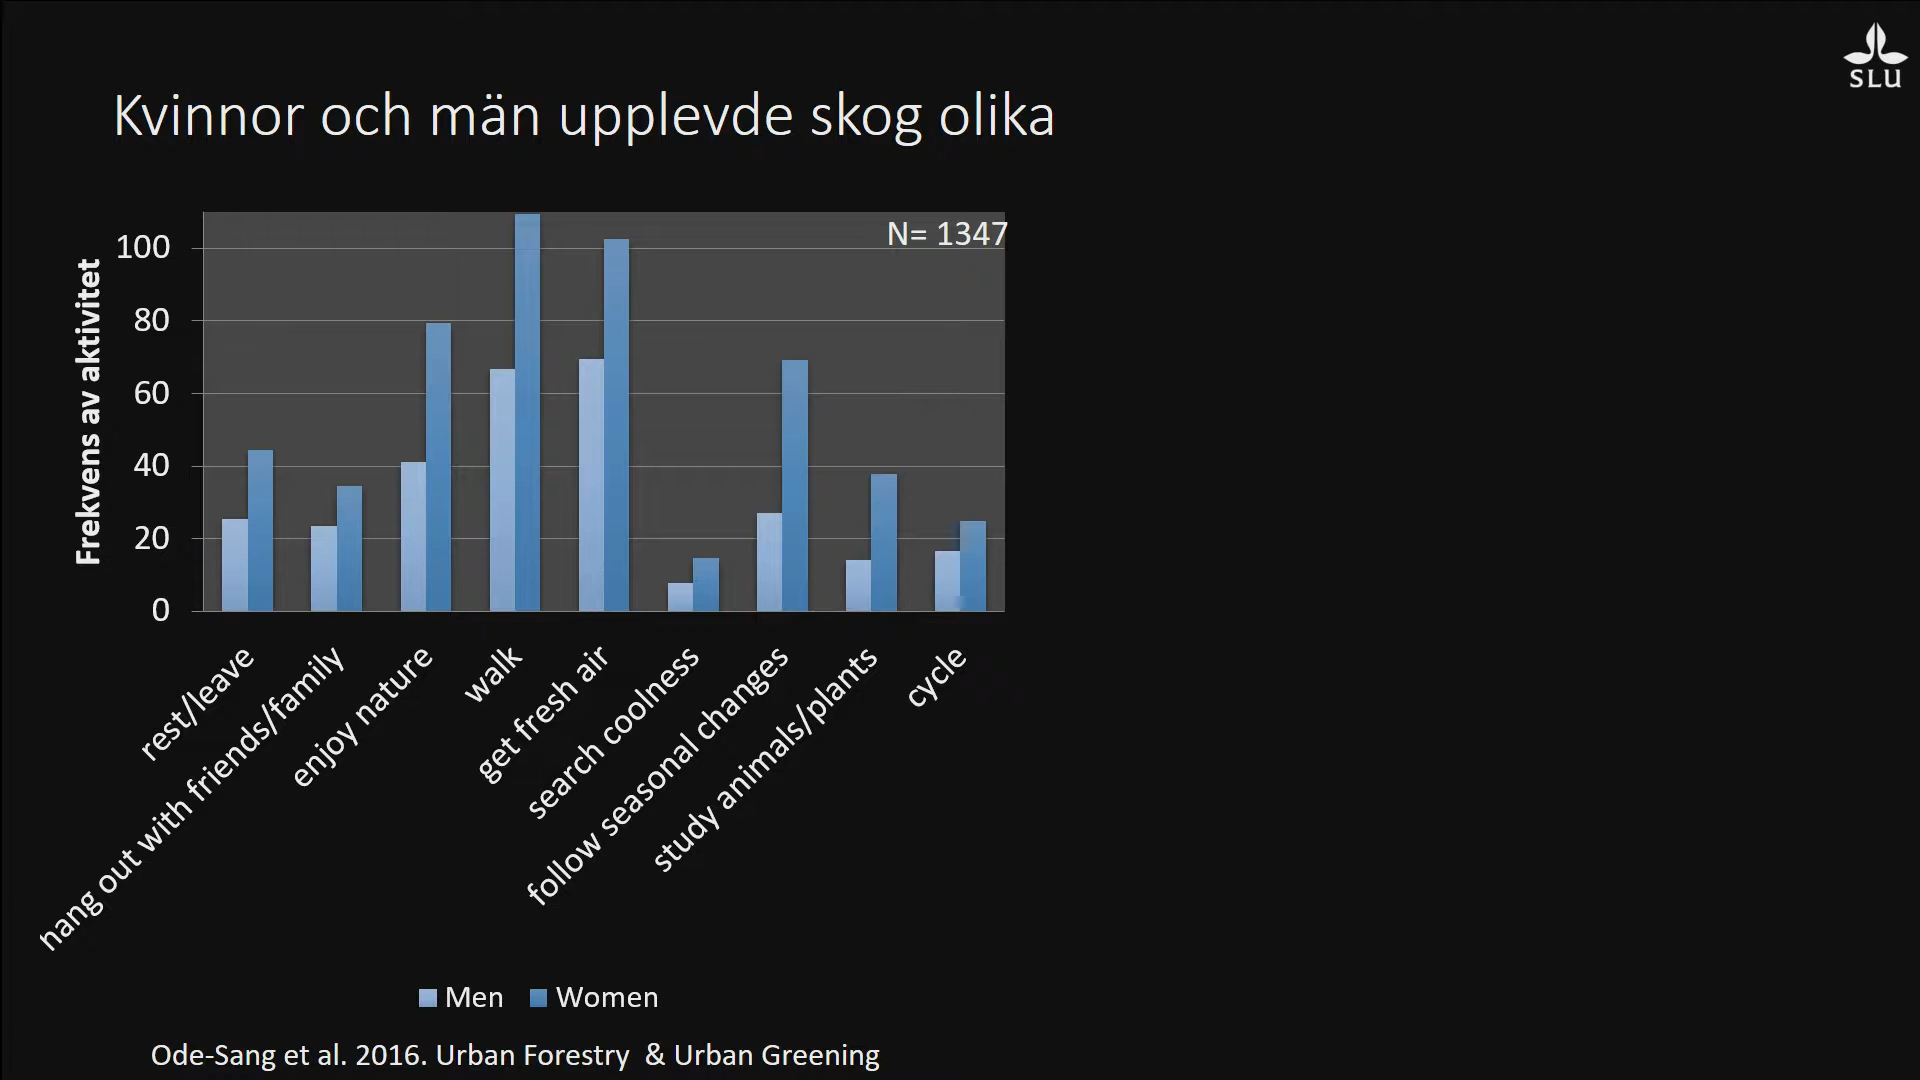 SLU
Kvinnor och män upplevde skog olika
N= 1347
Frekvens av aktivitet
100
80
60
40
20
0
rest/leave
hang out with friends/family
enjoy nature
walk
get fresh air
search coolness
follow seasonal changes
study animals/plants
cycle
Men
Women
Ode-Sang et al. 2016. Urban Forestry & Urban Greening